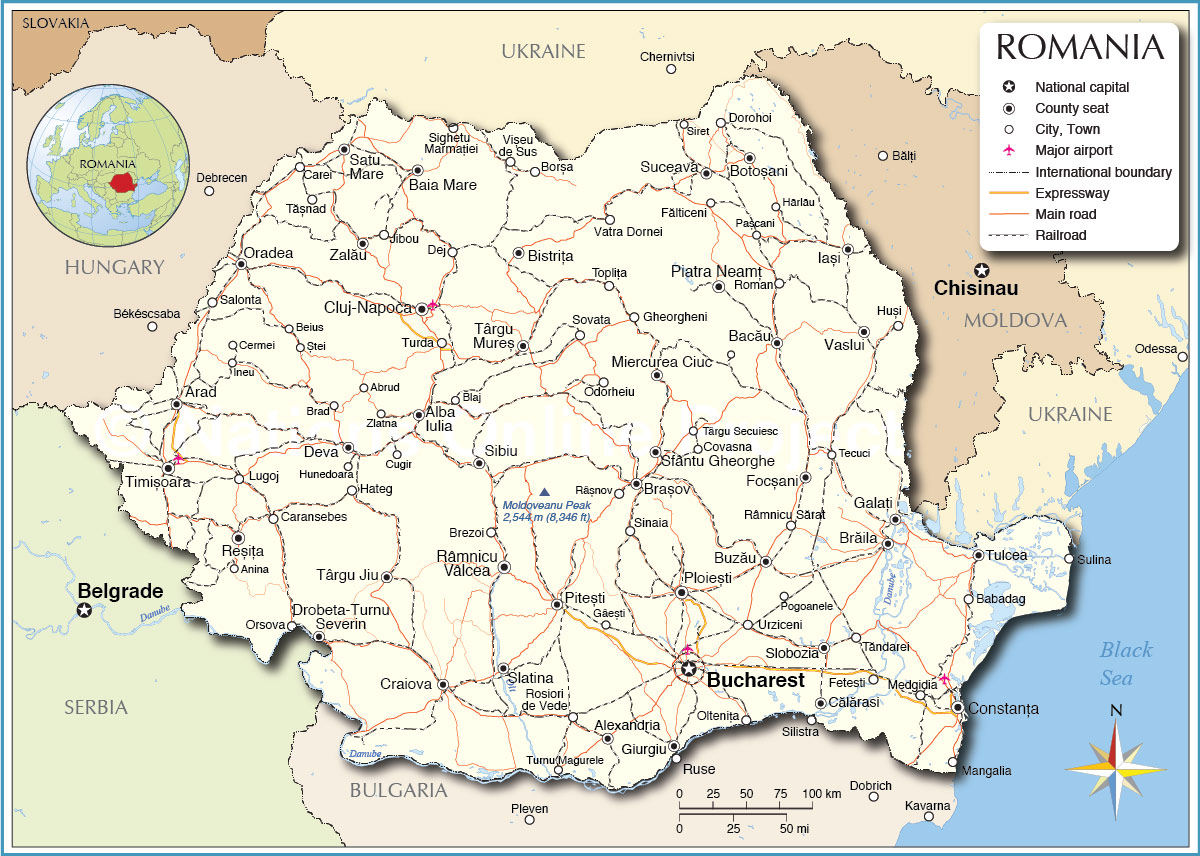 SLOVAKIA
UKRAINE
Chernivtsi
ROMANIA
National capital
County seat
City, Town
Major airport
International boundary
Expressway
Main road
Railroad
ROMANIA
Debrecen
HUNGARY
Békéscsaba
Siret
Dorohoi
Sighetu
Marmației
Vișeu
de Sus
Borșa
Satu
Mare
Carei
Baia Mare
Suceava
Botoșani
Bălți
Tășnad
Fălticeni
Hârlău
Pașcani
Vatra Dornei
Jibou
Zalău
Dej
Bistrița
Iași
Oradea
Toplița
Piatra Neamț
Roman
Chisinau
MOLDOVA
Salonta
Cluj-Napoca
Gheorgheni
Huși
Sovata
Beius
Ștei
Turda
Târgu
Mureș
Bacău
Vaslui
Odessa
Cermei
Ineu
Miercurea Ciuc
Abrud
Odorheiu
Arad
Blaj
Brad
Zlatna
Alba
Iulia
UKRAINE
Târgu Secuiesc
Covasna
Deva
Sibiu
Sfântu Gheorghe
Tecuci
Hunedoara
Cugir
Timișoara
Lugoj
Hateg
Râșnov
Brașov
Focșani
Moldoveanu Peak
2,544 m (8,346 ft)
Galati
Caransebes
Sinaia
Râmnicu Sărat
Brezoi
Brăila
Reșița
Râmnicu
Vâlcea
Buzău
Tulcea
Sulina
Anina
Târgu Jiu
Ploiești
Danube
Belgrade
Danube
Pitești
Găești
Pogoanele
Babadag
Drobeta-Turnu
Severin
Orsova
Urziceni
Țăndarei
Slobozia
Black
Sea
Bucharest
Craiova
Slatina
Fetești
Medgidia
SERBIA
Rosiori
de Vede
Oltenița
Călărasi
Constanța
Alexandria
Silistra
Giurgiu
N
Danube
Turnu Magurele
Ruse
Mangalia
BULGARIA
Pleven
Dobrich
Kavarna
0 25 50 75 100 km
0 25 50 mi